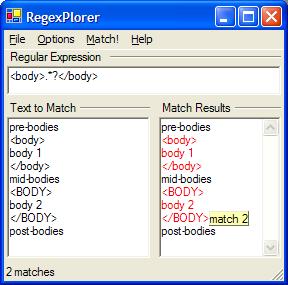 RegexPlorer
File Options Match! Help
Regular Expression
<body>.*?</body>
Text to Match
pre-bodies
<body>
body 1
</body>
mid-bodies
<BODY>
body 2
</BODY>
post-bodies
Match Results
pre-bodies
<body>
body 1
</body>
mid-bodies
<BODY>
body 2
</BODY> match 2
post-bodies
2 matches